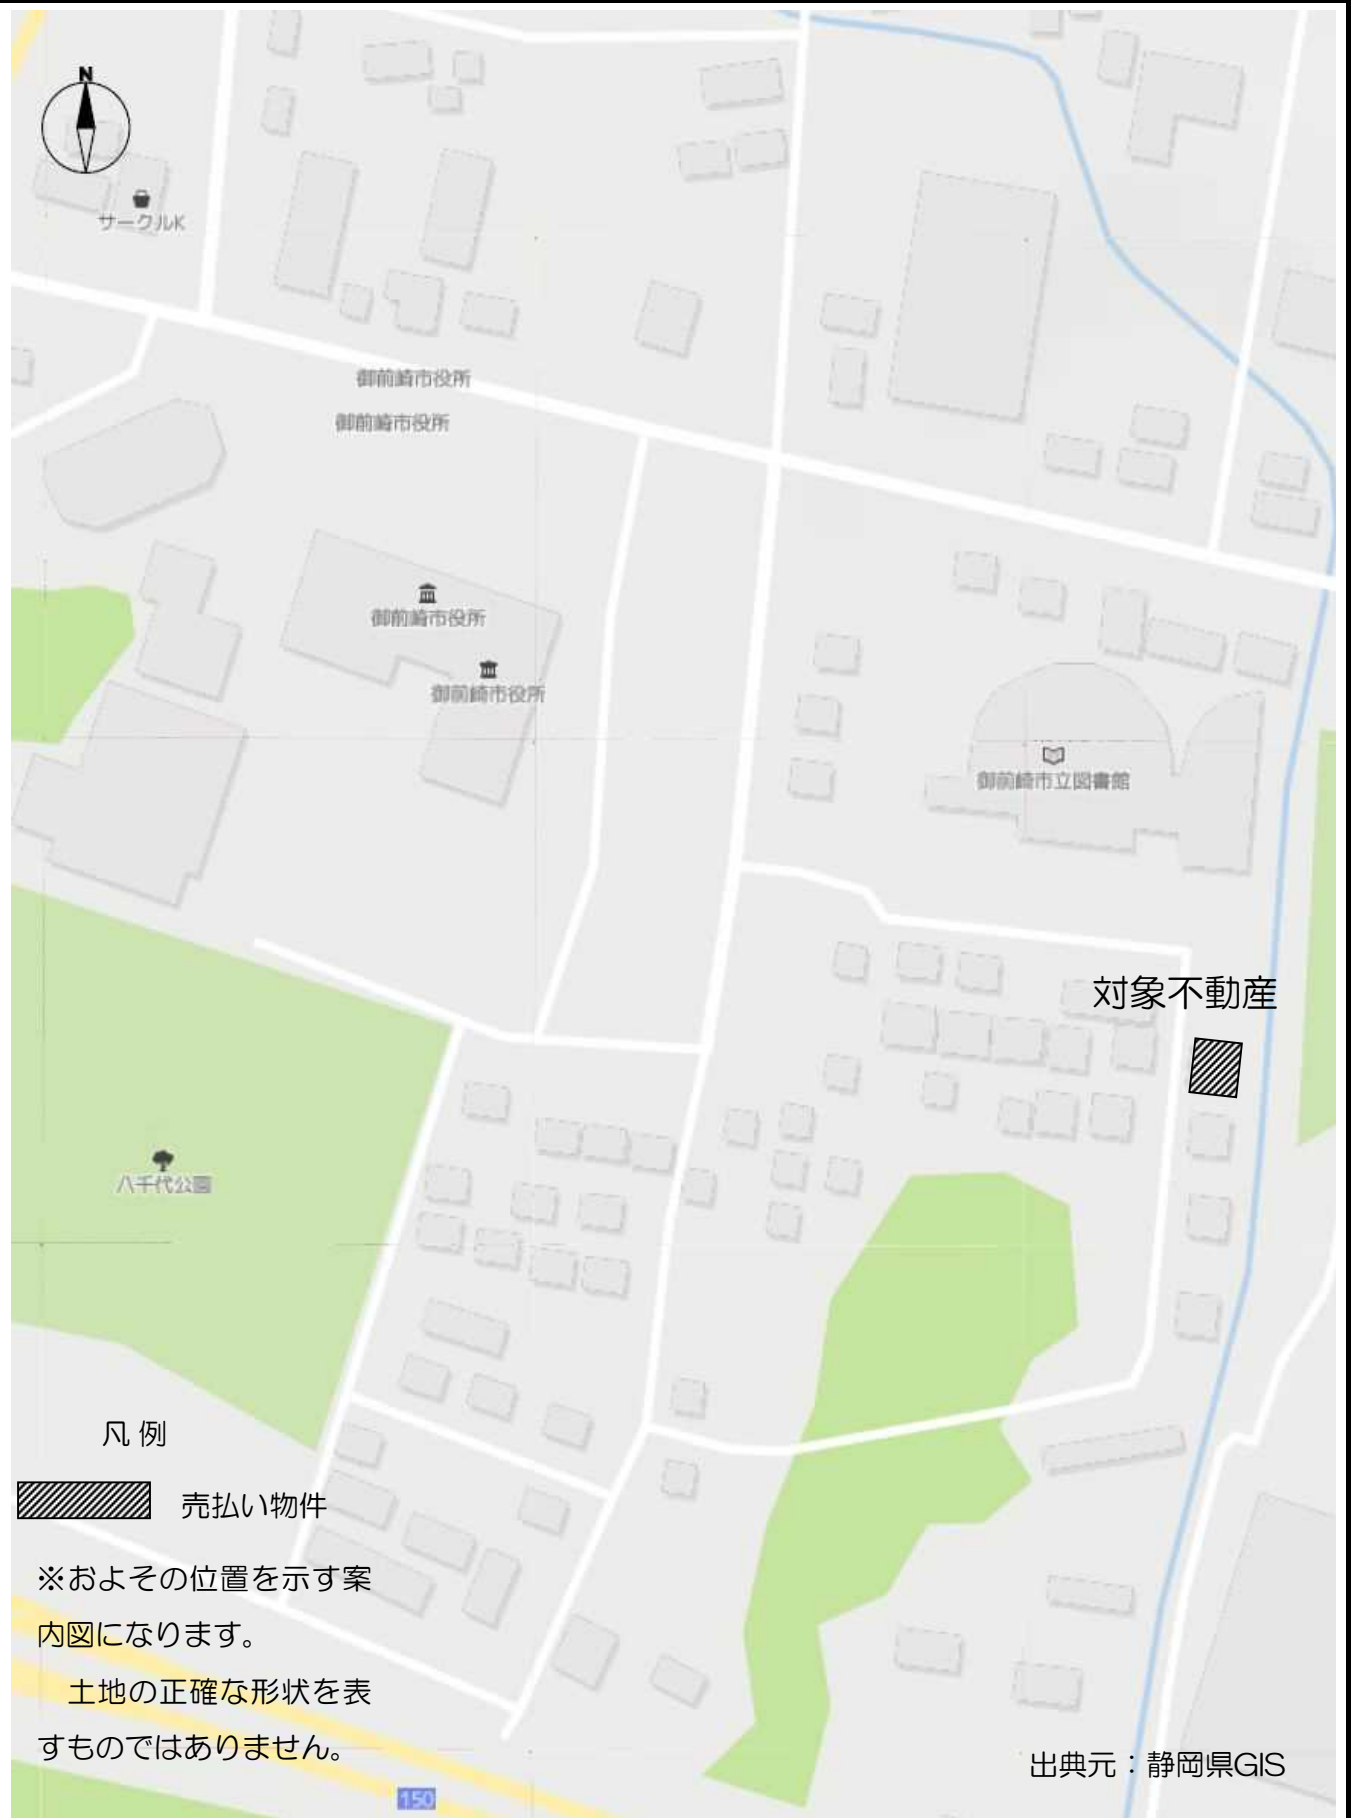 N
サークルK
御前崎市役所
御前崎市役所
御前崎市役所
御前崎市役所
御前崎市立図書館
対象不動産
八千代公園
凡 例
売払い物件
※およその位置を示す案
内図になります。
土地の正確な形状を表
すものではありません。
出典元：静岡県GIS
150